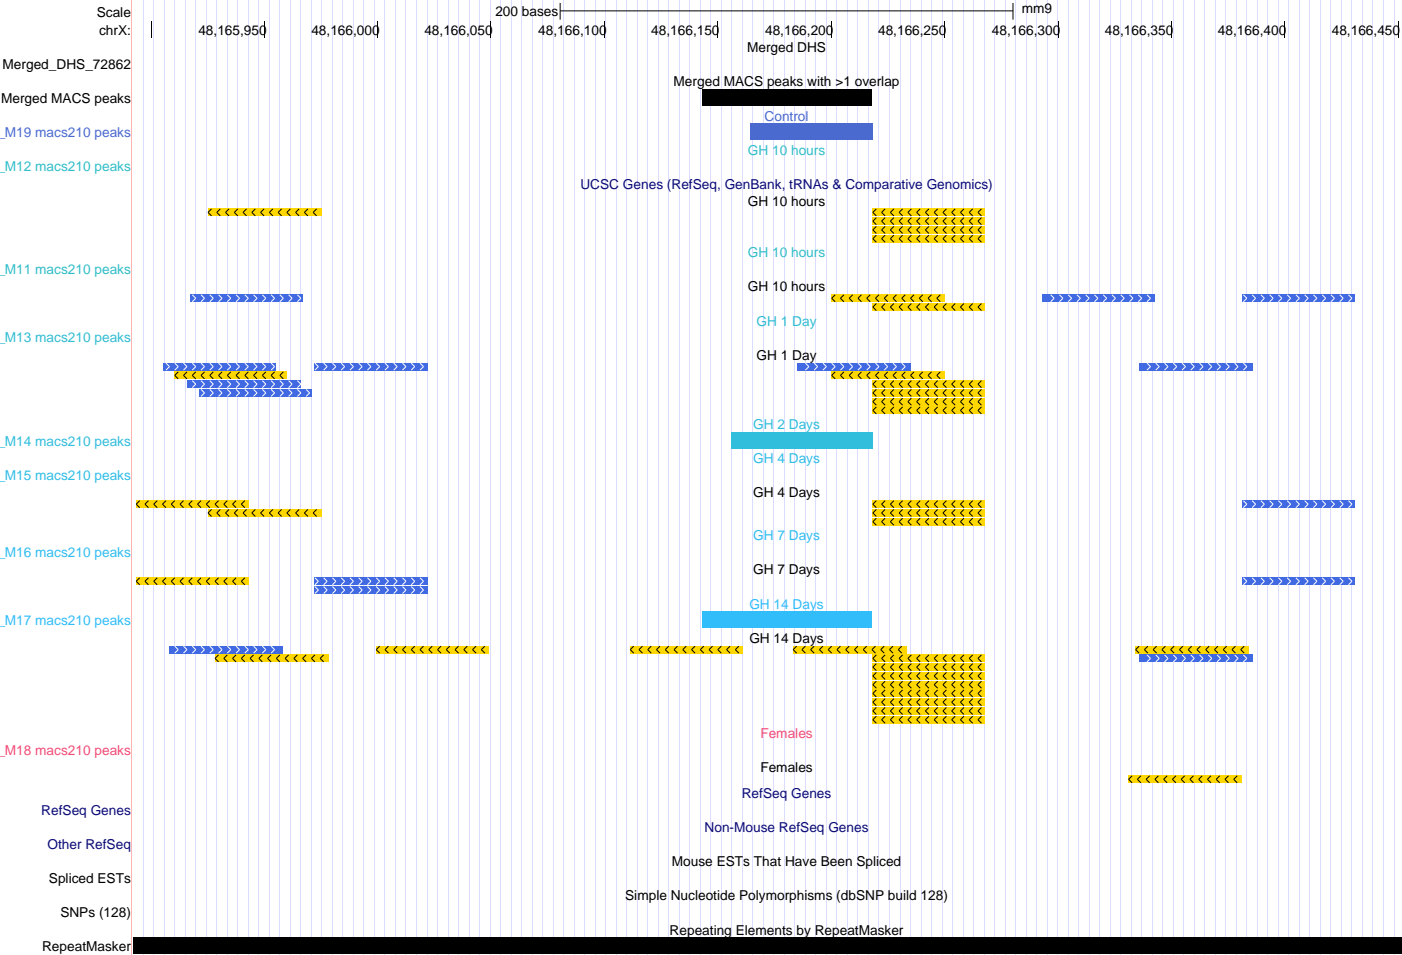 Scale 200 bases mm9
chrX: 48,165,950 48,166,000 48,166,050 48,166,100 48,166,150 48,166,200 48,166,250 48,166,300 48,166,350 48,166,400 48,166,450
Merged DHS
Merged_DHS_72862
Merged MACS peaks with >1 overlap
Merged MACS peaks
Control
_M19 macs210 peaks
GH 10 hours
_M12 macs210 peaks
UCSC Genes (RefSeq, GenBank, tRNAs & Comparative Genomics)
GH 10 hours
GH 10 hours
_M11 macs210 peaks
GH 10 hours
GH 1 Day
_M13 macs210 peaks
GH 1 Day
GH 2 Days
_M14 macs210 peaks
GH 4 Days
_M15 macs210 peaks
GH 4 Days
GH 7 Days
_M16 macs210 peaks
GH 7 Days
GH 14 Days
_M17 macs210 peaks
GH 14 Days
Females
_M18 macs210 peaks
Females
RefSeq Genes
RefSeq Genes
Non-Mouse RefSeq Genes
Other RefSeq
Mouse ESTs That Have Been Spliced
Spliced ESTs
Simple Nucleotide Polymorphisms (dbSNP build 128)
SNPs (128)
Repeating Elements by RepeatMasker
RepeatMasker